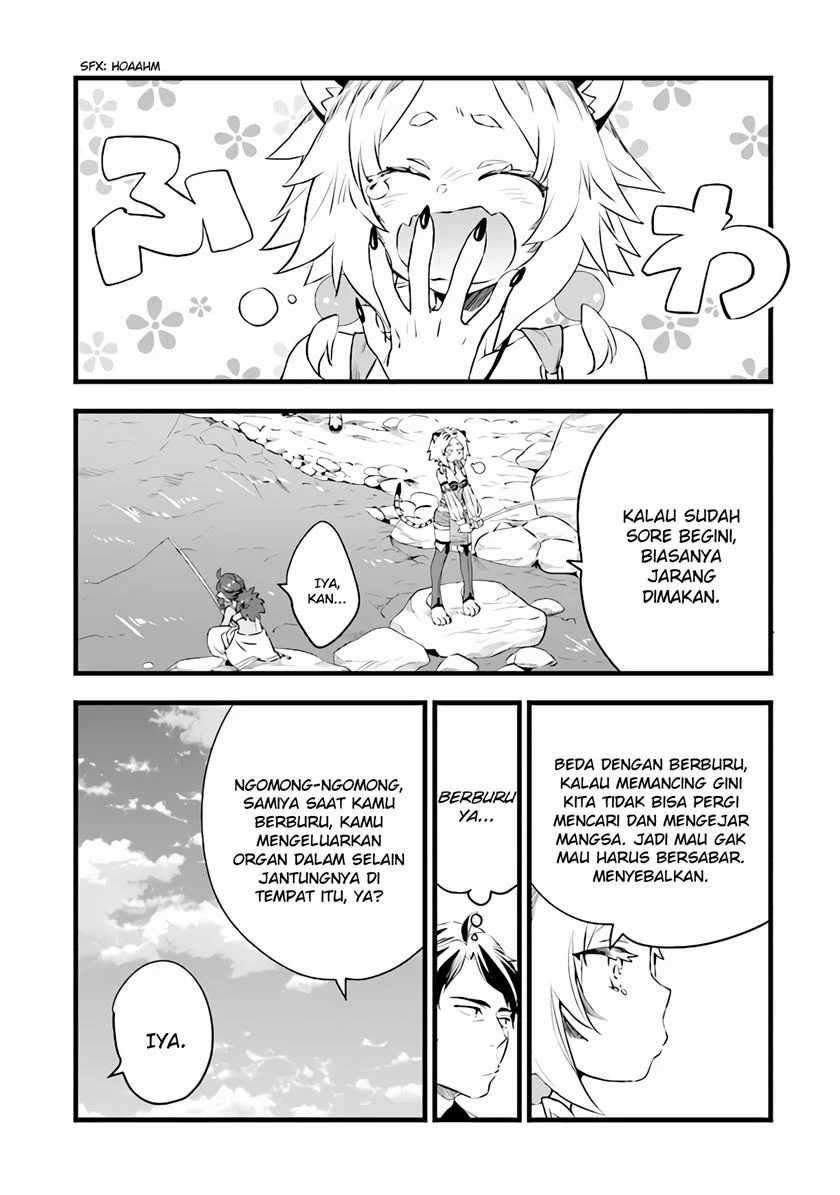 SFX: HOAAHM
ふわ
KALAU SUDAH
SORE BEGINI,
BIASANYA
JARANG
DIMAKAN.
IYA,
KAN...
BEDA DENGAN BERBURU,
KALAU MEMANCING GINI
KITA TIDAK BISA PERGI
MENCARI DAN MENGEJAR
MANGSA. JADI MAU GAK
MAU HARUS BERSABAR.
MENYEBALKAN.
BERBURU
YA...
NGOMONG-NGOMONG,
SAMIYA SAAT KAMU
BERBURU, KAMU
MENGELUARKAN
ORGAN DALAM SELAIN
JANTUNGNYA DI
TEMPAT ITU, YA?
IYA.